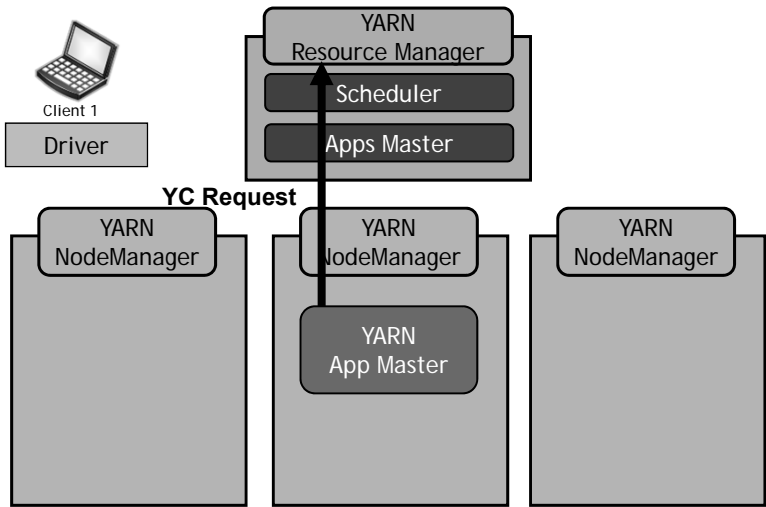 YARN
Resource Manager
Scheduler
Apps Master
Client 1
Driver
YC Request
YARN
NodeManager
YARN
NodeManager
YARN
NodeManager
YARN
App Master